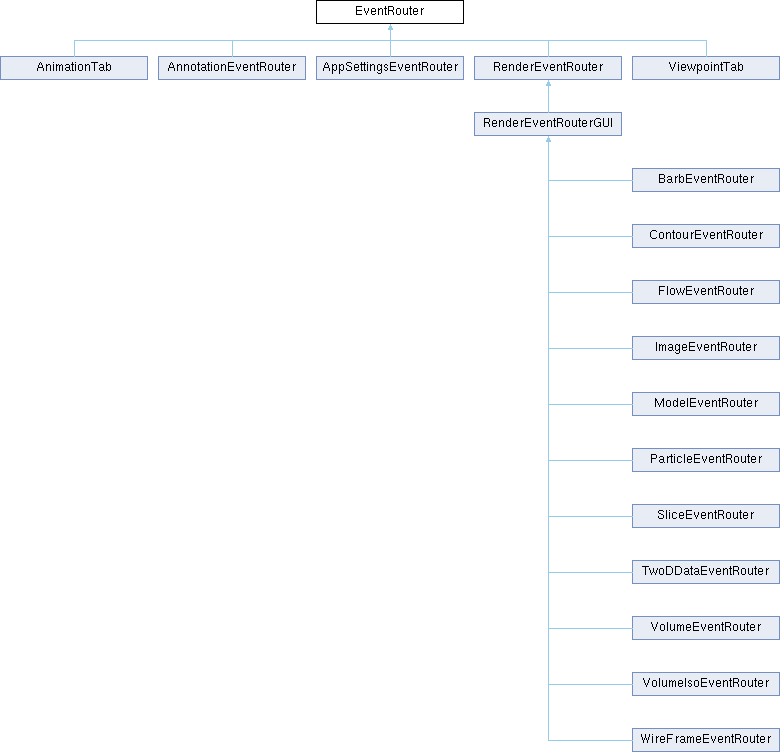 EventRouter
AnimationTab
AnnotationEventRouter
AppSettingsEventRouter
RenderEventRouter
ViewpointTab
RenderEventRouterGUI
BarbEventRouter
ContourEventRouter
FlowEventRouter
ImageEventRouter
ModelEventRouter
ParticleEventRouter
SliceEventRouter
TwoDDataEventRouter
VolumeEventRouter
VolumeIsoEventRouter
WireFrameEventRouter